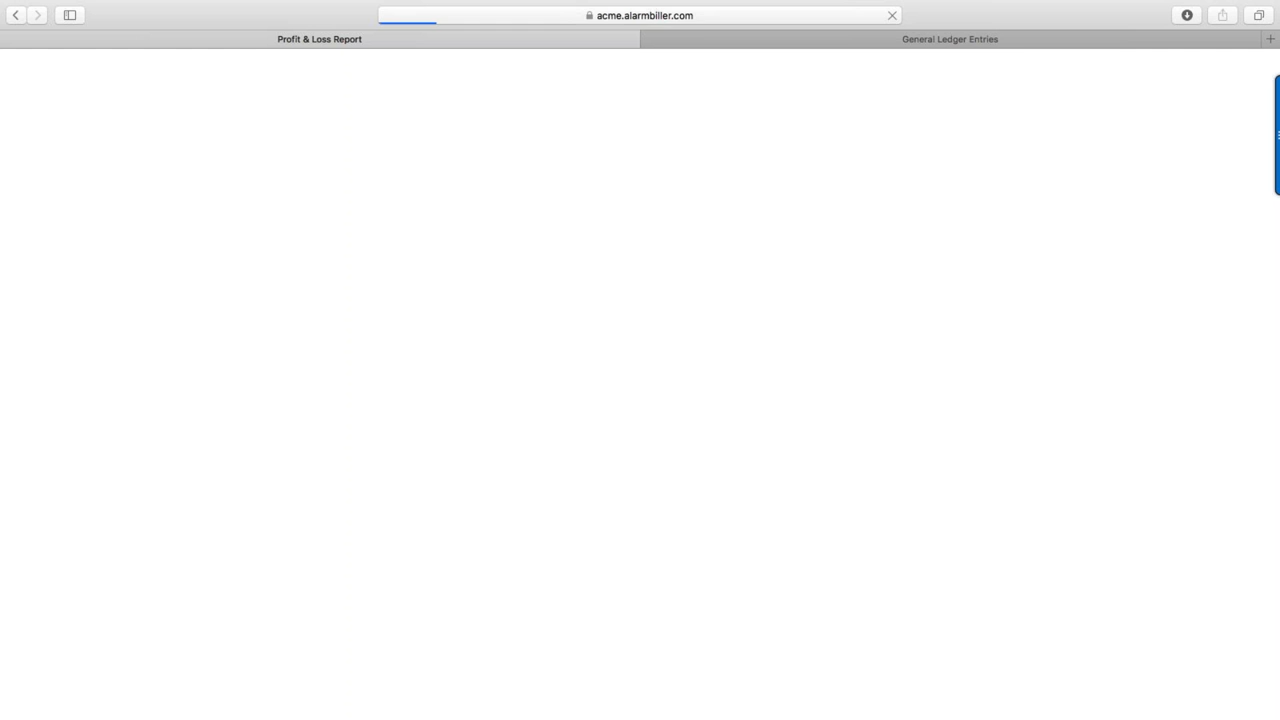 acme.alarmbiller.com
Profit & Loss Report
General Ledger Entries